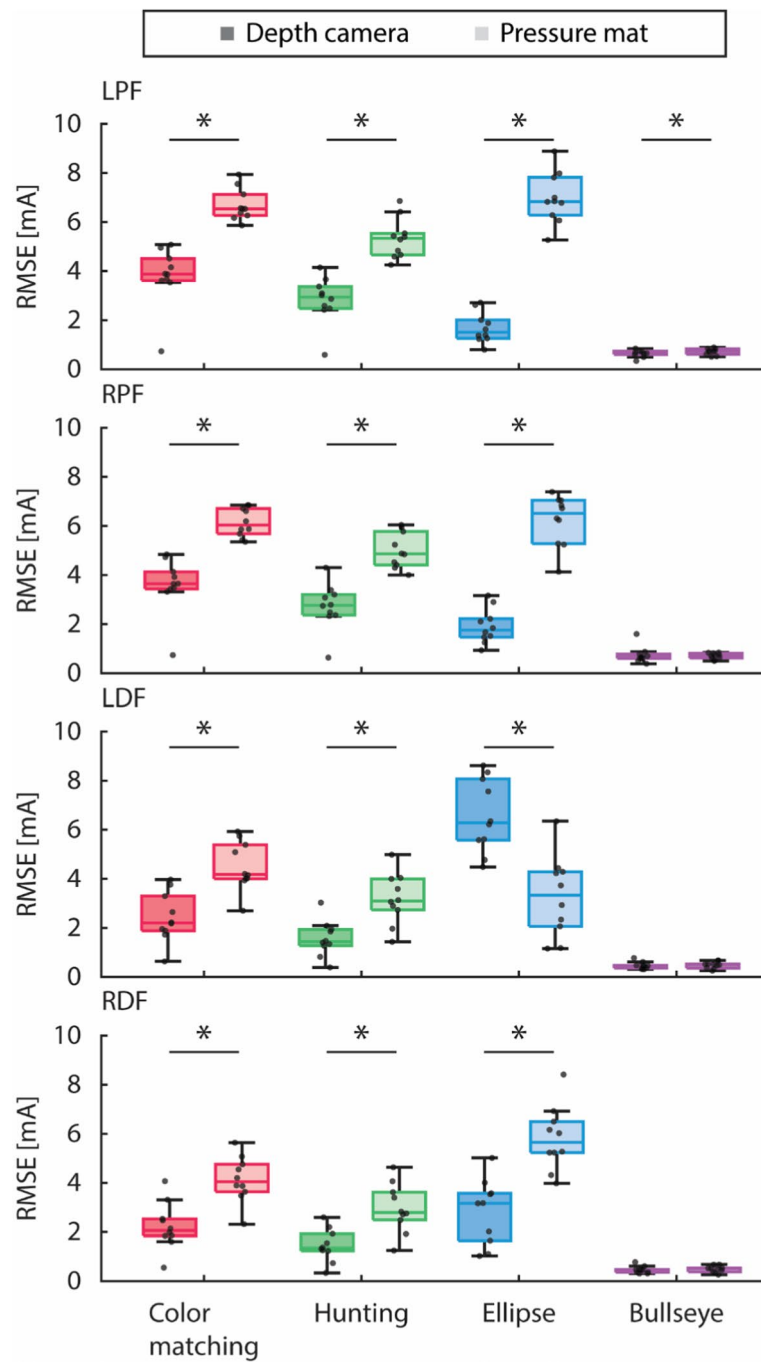 Depth camera Pressure mat
LPF
* * * *
10
8
6
4
2
0
RMSE [mA]
RPF
* * *
10
8
6
4
2
0
RMSE [mA]
LDF
* * *
10
8
6
4
2
0
RMSE [mA]
RDF
* * *
10
8
6
4
2
0
RMSE [mA]
Color Hunting Ellipse Bullseye
matching